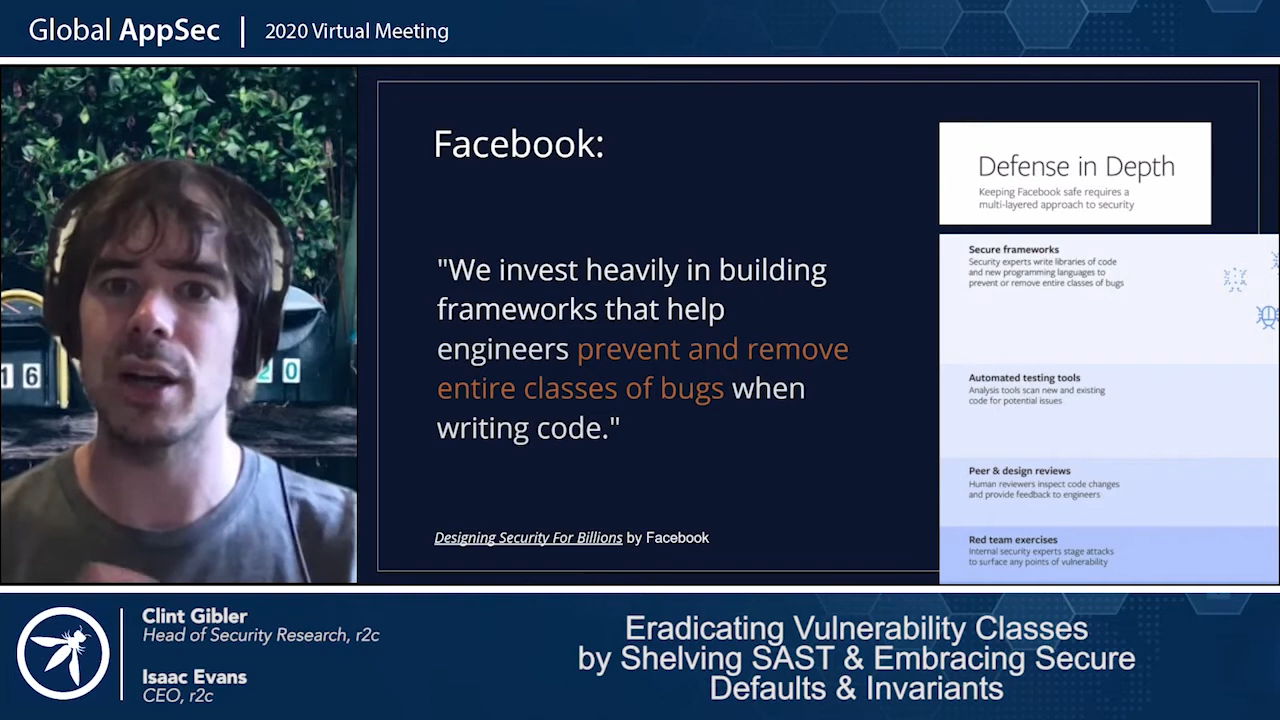 Global AppSec | 2020 Virtual Meeting
16
20
Facebook:
"We invest heavily in building
frameworks that help
engineers prevent and remove
entire classes of bugs when
writing code."
Designing Security For Billions by Facebook
Defense in Depth
Keeping Facebook safe requires a
multi-layered approach to security
Secure frameworks
Security experts write libraries of code
and new programming languages to
prevent or remove entire classes of bugs
Automated testing tools
Analysis tools scan new and existing
code for potential issues
Peer & design reviews
Human reviewers inspect code changes
and provide feedback to engineers
Red team exercises
Internal security experts stage attacks
to surface any points of vulnerability
Clint Gibler
Head of Security Research, r2c
Isaac Evans
CEO, r2c
Eradicating Vulnerability Classes
by Shelving SAST & Embracing Secure
Defaults & Invariants